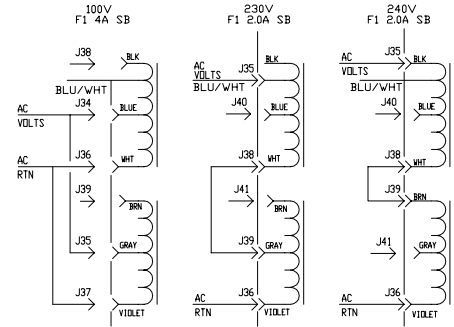 100V
F1 4A SB
J38
BLK
BLU/WHT
J34
BLUE
AC
VOLTS
J36
WHT
AC
RTN
J39
BRN
J35
GRAY
J37
VIOLET
230V
F1 2.0A SB
J35
BLK
AC
VOLTS
BLU/WHT
J40
BLUE
J38
WHT
J41
BRN
J39
GRAY
J36
AC
RTN
VIOLET
240V
F1 2.0A SB
J35
BLK
AC
VOLTS
BLU/WHT
J40
BLUE
J38
WHT
J39
BRN
J41
GRAY
J36
AC
RTN
VIOLET